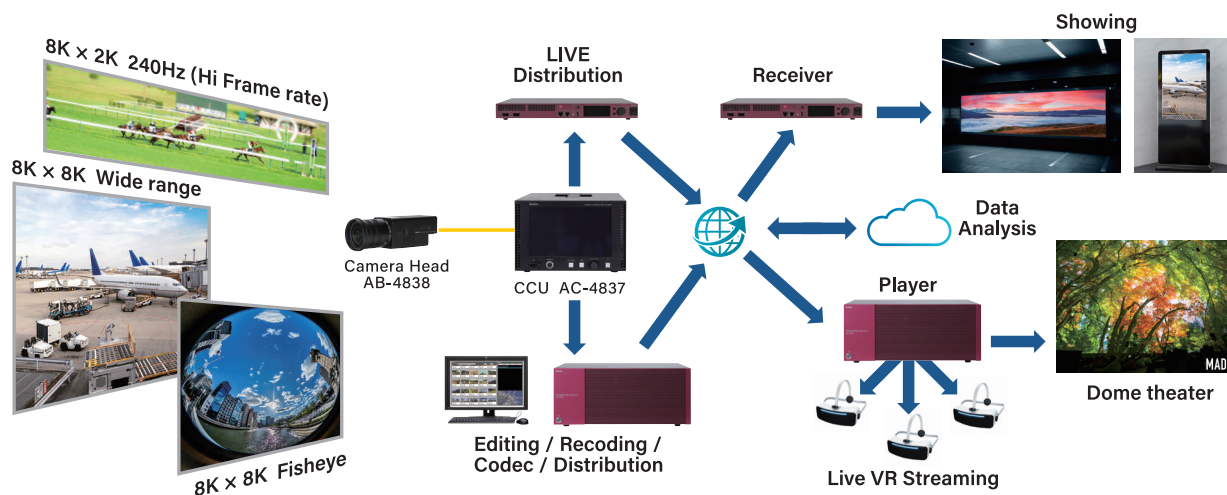 8K × 2K 240Hz (Hi Frame rate)
8K × 8K Wide range
8K × 8K Fisheye
Camera Head
AB-4838
LIVE
Distribution
CCU AC-4837
Editing / Recoding /
Codec / Distribution
Receiver
Showing
Data
Analysis
Player
Live VR Streaming
MAD
Dome theater